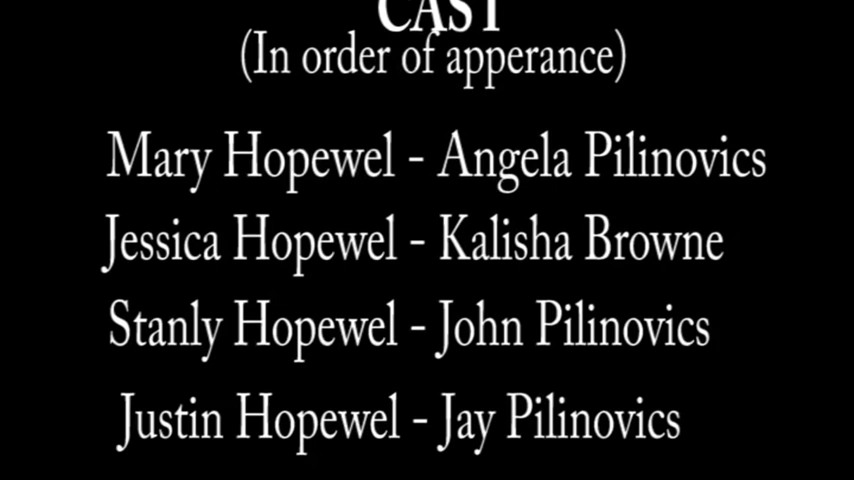 CAST
(In order of apperance)
Mary Hopewel - Angela Pilinovics
Jessica Hopewel - Kalisha Browne
Stanly Hopewel - John Pilinovics
Justin Hopewel - Jay Pilinovics